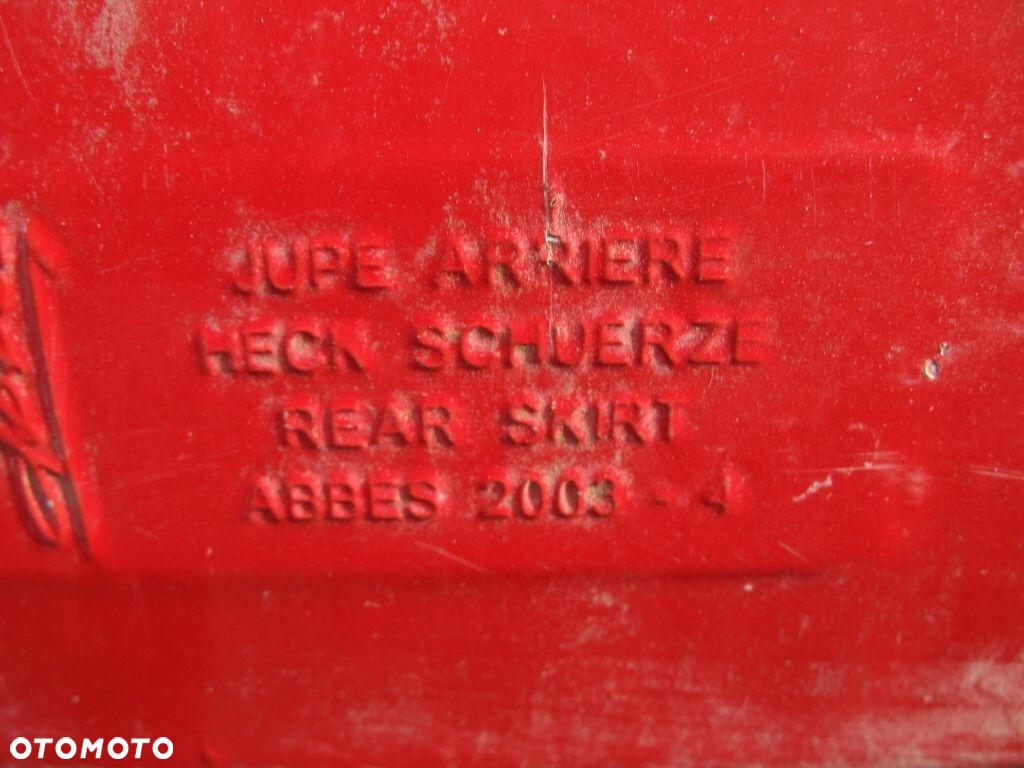 JUPE ARRIERE
HECK SCHUERZE
REAR SKIRT
ABBES 2003 - 4
OTOMOTO